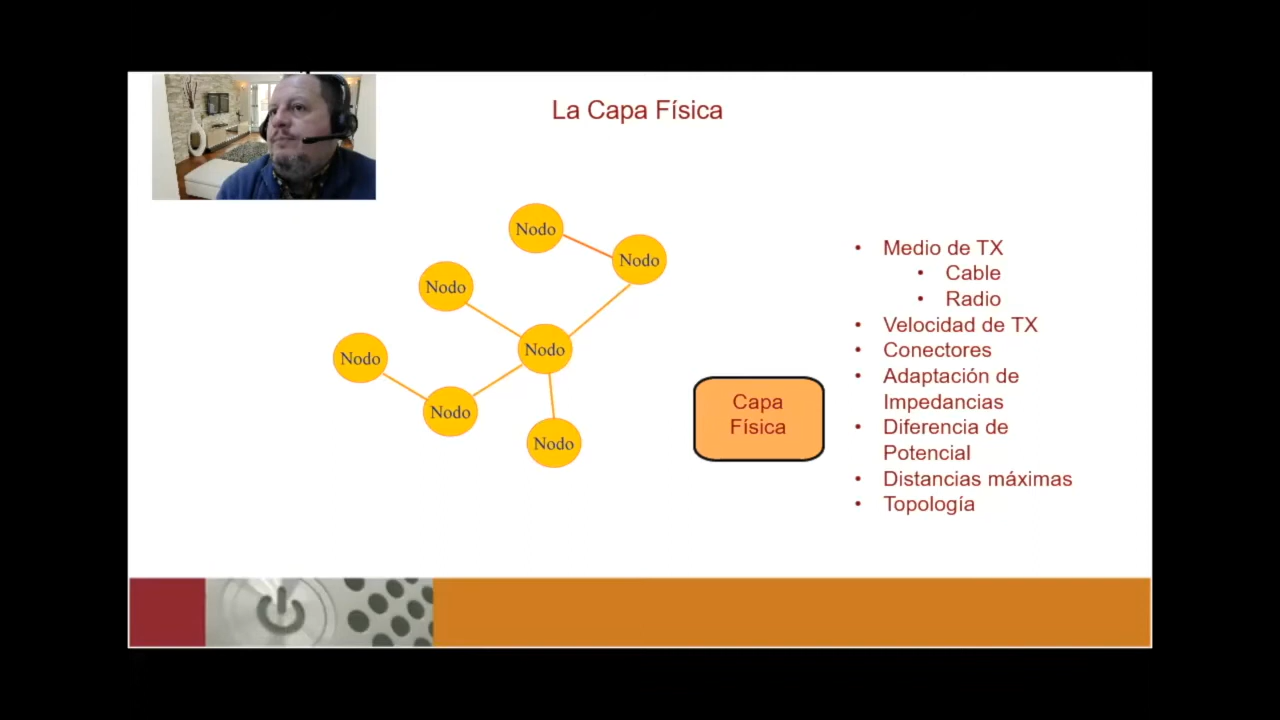 La Capa Física
Nodo
Nodo
Nodo
Nodo
Nodo
Nodo
Nodo
Capa
Física
• Medio de TX
• Cable
• Radio
• Velocidad de TX
• Conectores
• Adaptación de
Impedancias
• Diferencia de
Potencial
• Distancias máximas
• Topología